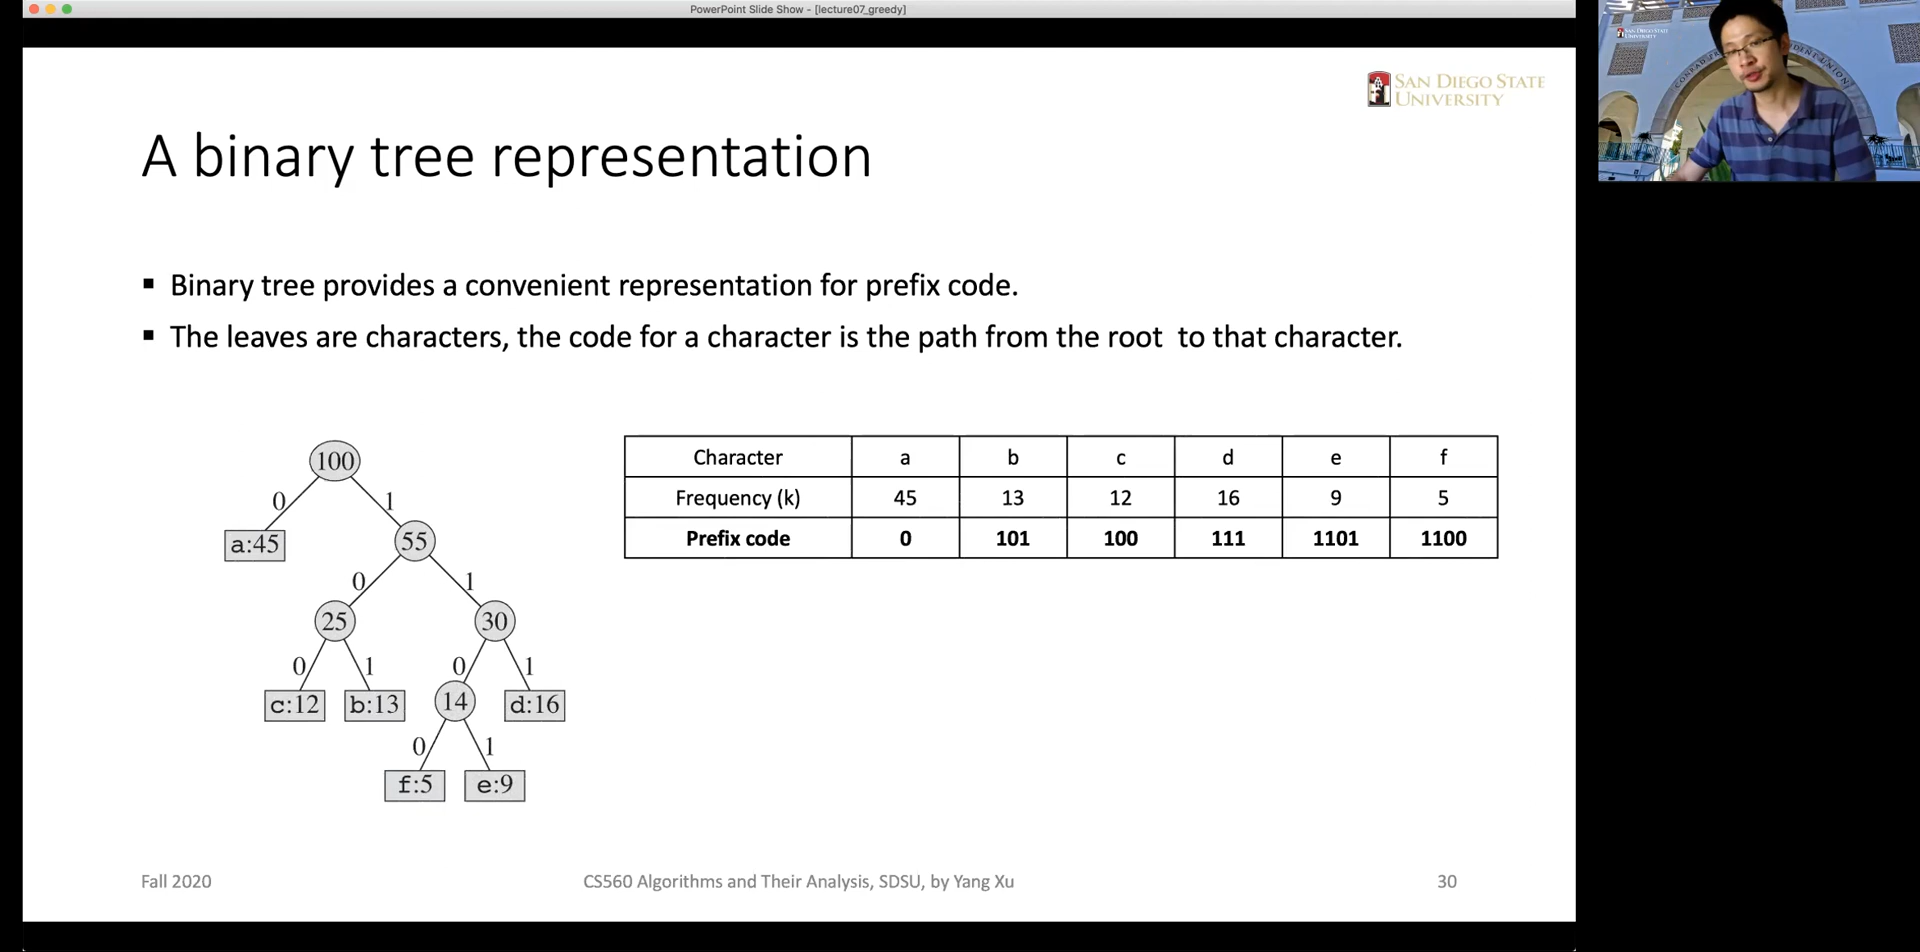 PowerPoint Slide Show - [lecture07_greedy]
SAN DIEGO STATE
UNIVERSITY
SAN DIEGO STATE
UNIVERSITY
A binary tree representation
▪ Binary tree provides a convenient representation for prefix code.
▪ The leaves are characters, the code for a character is the path from the root to that character.
100
0 1
a:45 55
0 1
25 30
0 1 0 1
c:12 b:13 14 d:16
0 1
f:5 e:9
Character a b c d e f
Frequency (k) 45 13 12 16 9 5
Prefix code 0 101 100 111 1101 1100
Fall 2020 CS560 Algorithms and Their Analysis, SDSU, by Yang Xu 30